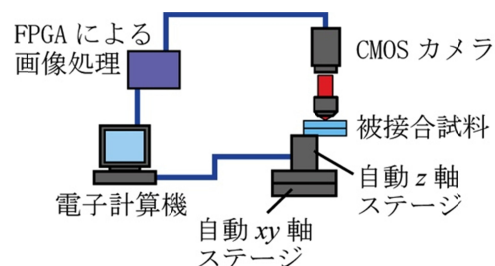 FPGA による
画像処理
CMOS カメラ
被接合試料
自動 z 軸
ステージ
電子計算機
自動 xy 軸
ステージ